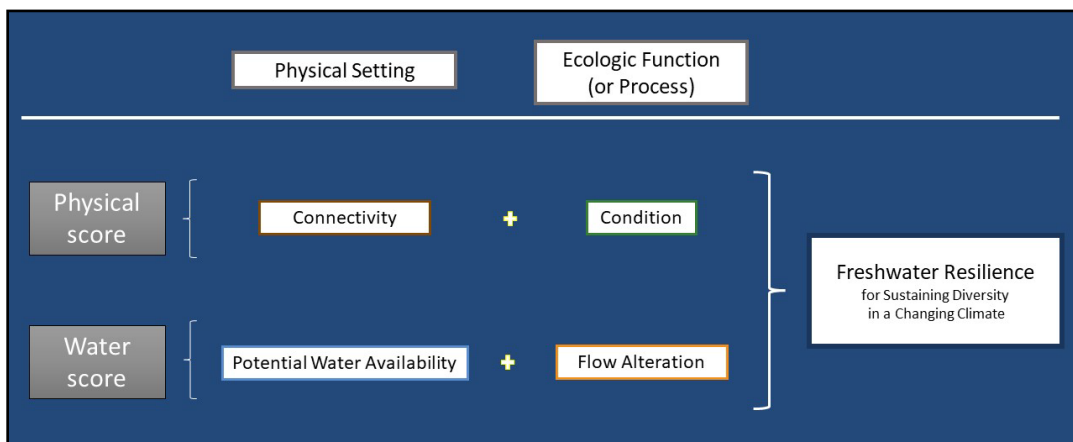 Physical Setting
Ecologic Function
(or Process)
Physical
score
Connectivity
+
Condition
Freshwater Resilience
for Sustaining Diversity
in a Changing Climate
Water
score
Potential Water Availability
+
Flow Alteration